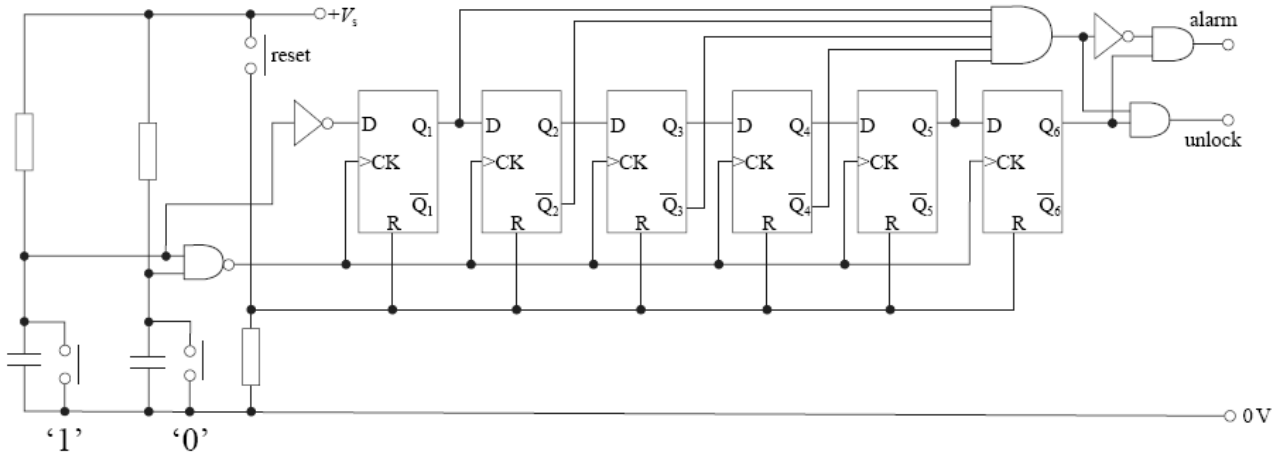 +Vs
alarm
reset
D Q1 D Q2 D Q3 D Q4 D Q5 D Q6
unlock
CK CK CK CK CK CK
Q̅1 Q̅2 Q̅3 Q̅4 Q̅5 Q̅6
R R R R R R
0 V
‘1’ ‘0’